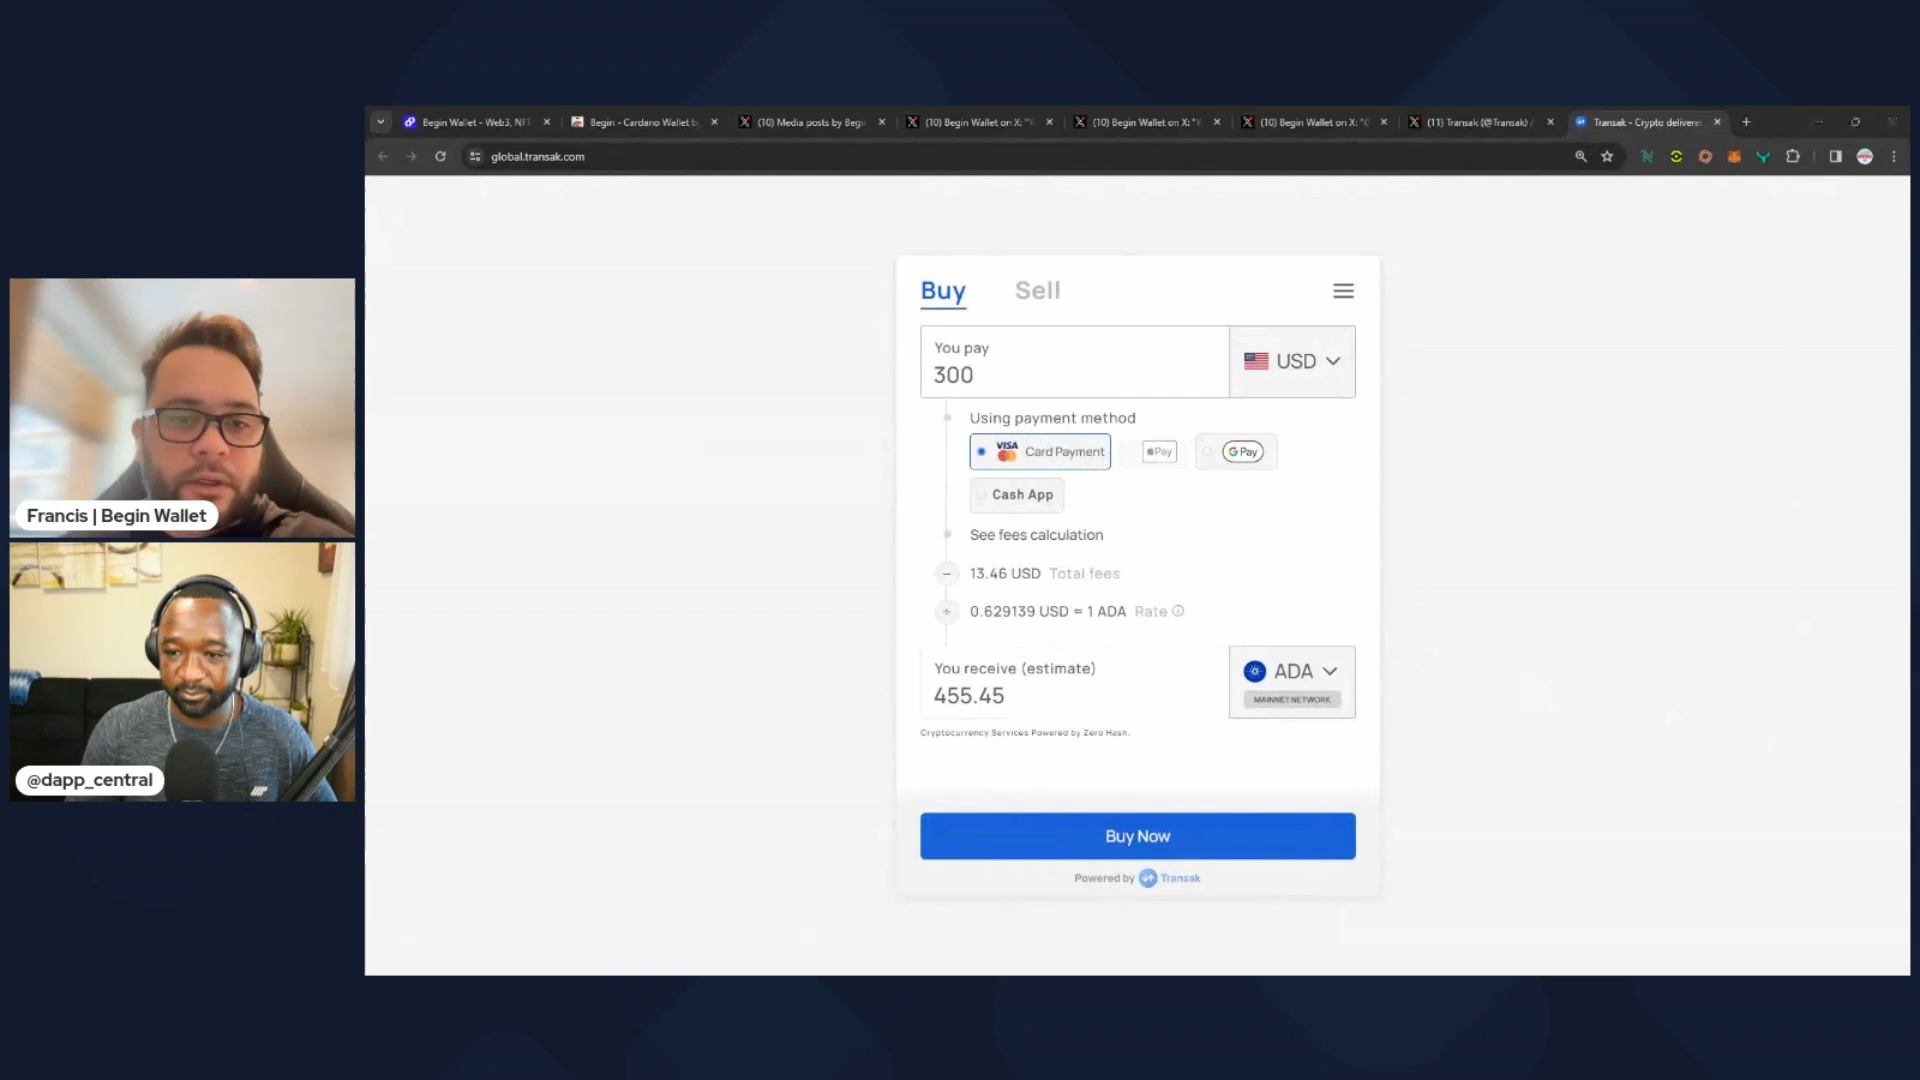 Begin Wallet - Web3, NFT
Begin - Cardano Wallet b
(10) Media posts by Begin
(10) Begin Wallet on X: "
(10) Begin Wallet on X: "
(10) Begin Wallet on X: "
(11) Transak (@Transak) /
Transak - Crypto delivere
global.transak.com
Buy
Sell
You pay
300
USD
Using payment method
VISA
Card Payment
Pay
G Pay
Cash App
See fees calculation
13.46 USD Total fees
0.629139 USD = 1 ADA Rate
You receive (estimate)
455.45
ADA
MAINNET NETWORK
Cryptocurrency Services Powered by Zero Hash.
Buy Now
Powered by Transak
Francis | Begin Wallet
@dapp_central